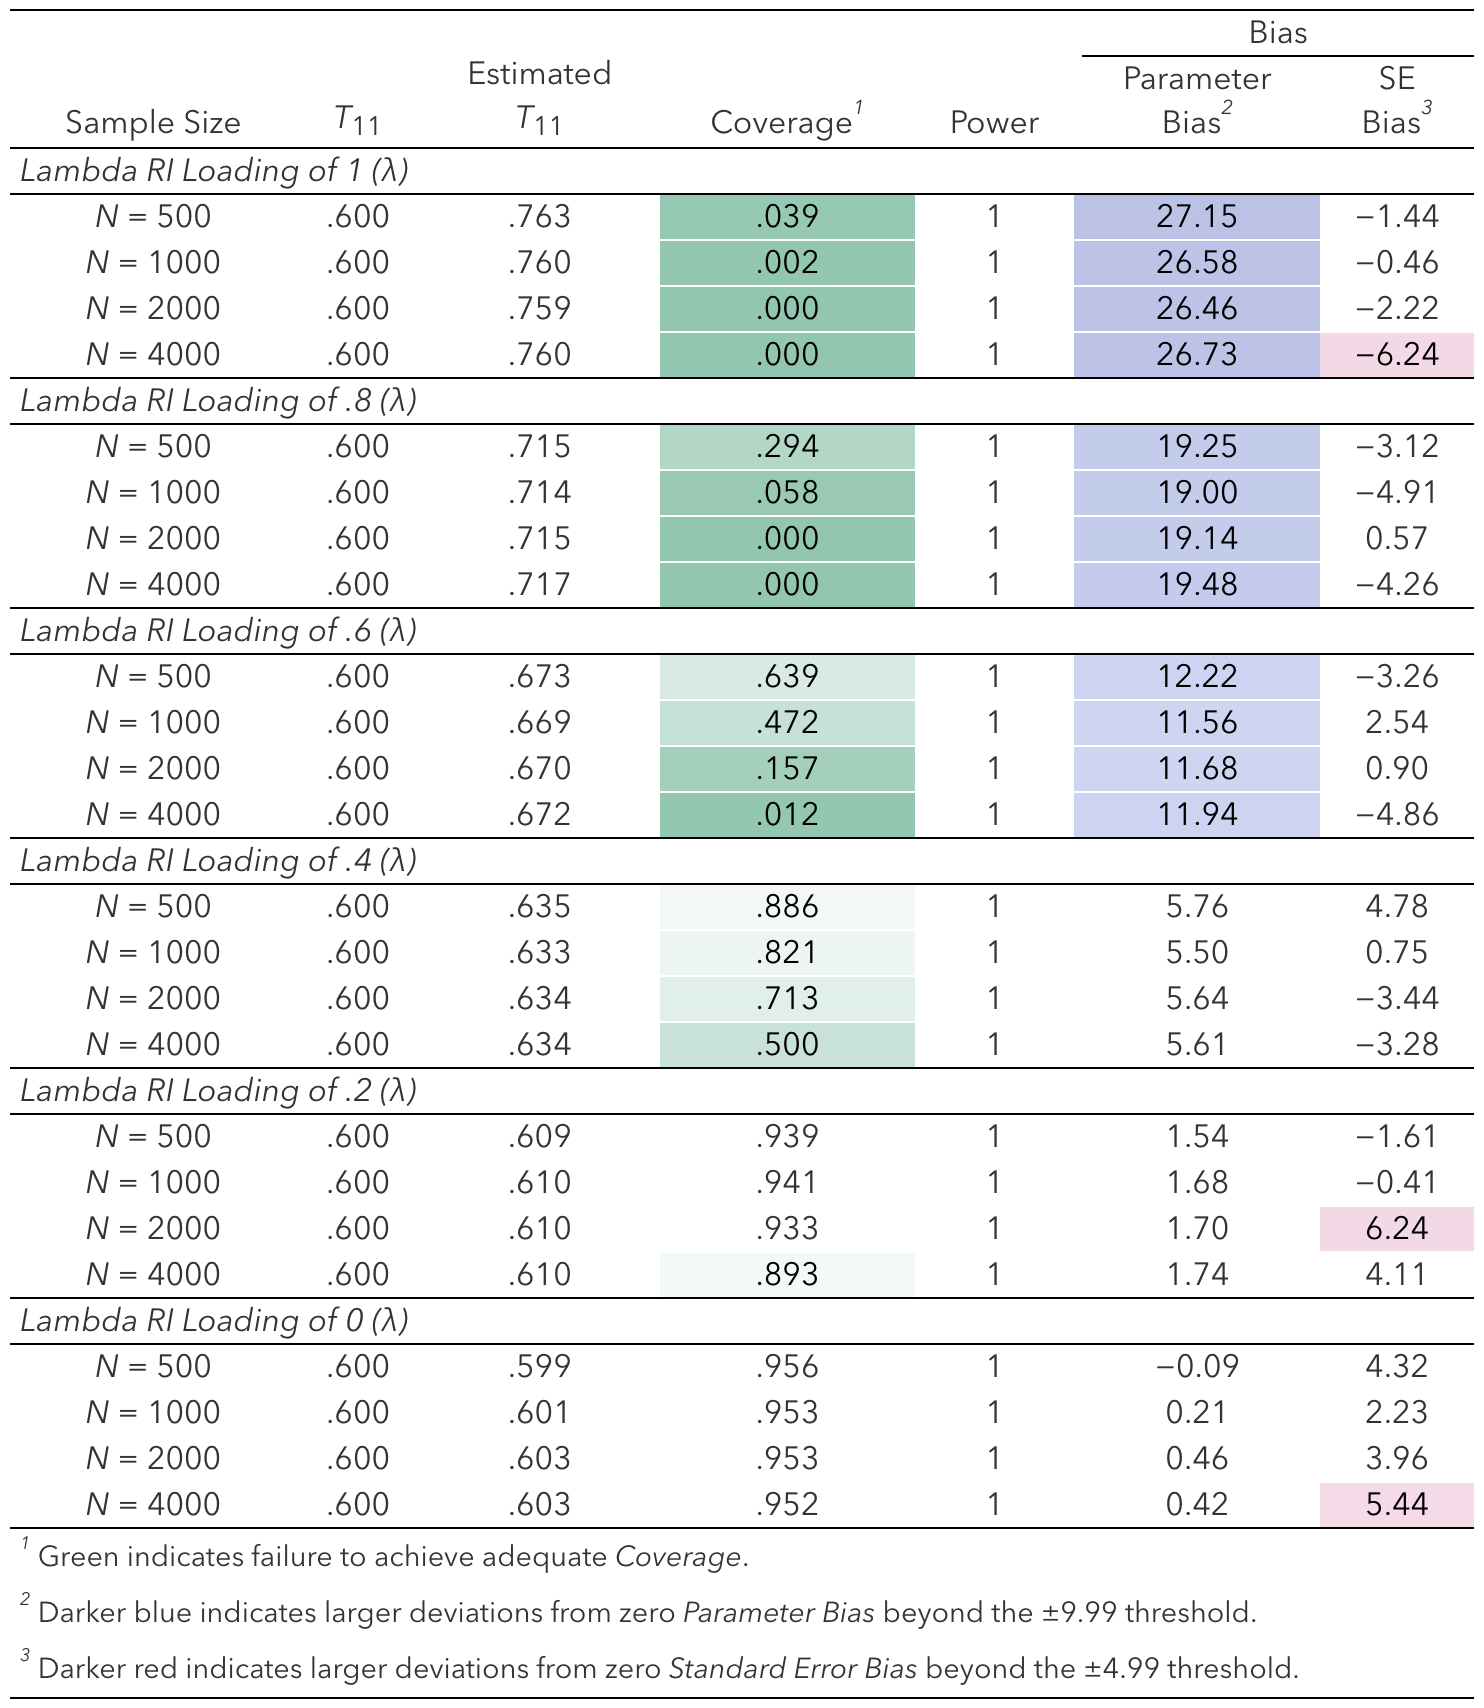 Bias
Estimated Parameter SE
Sample Size T11 T11 Coverage1 Power Bias2 Bias3
Lambda RI Loading of 1 (λ)
N = 500 .600 .763 .039 1 27.15 −1.44
N = 1000 .600 .760 .002 1 26.58 −0.46
N = 2000 .600 .759 .000 1 26.46 −2.22
N = 4000 .600 .760 .000 1 26.73 −6.24
Lambda RI Loading of .8 (λ)
N = 500 .600 .715 .294 1 19.25 −3.12
N = 1000 .600 .714 .058 1 19.00 −4.91
N = 2000 .600 .715 .000 1 19.14 0.57
N = 4000 .600 .717 .000 1 19.48 −4.26
Lambda RI Loading of .6 (λ)
N = 500 .600 .673 .639 1 12.22 −3.26
N = 1000 .600 .669 .472 1 11.56 2.54
N = 2000 .600 .670 .157 1 11.68 0.90
N = 4000 .600 .672 .012 1 11.94 −4.86
Lambda RI Loading of .4 (λ)
N = 500 .600 .635 .886 1 5.76 4.78
N = 1000 .600 .633 .821 1 5.50 0.75
N = 2000 .600 .634 .713 1 5.64 −3.44
N = 4000 .600 .634 .500 1 5.61 −3.28
Lambda RI Loading of .2 (λ)
N = 500 .600 .609 .939 1 1.54 −1.61
N = 1000 .600 .610 .941 1 1.68 −0.41
N = 2000 .600 .610 .933 1 1.70 6.24
N = 4000 .600 .610 .893 1 1.74 4.11
Lambda RI Loading of 0 (λ)
N = 500 .600 .599 .956 1 −0.09 4.32
N = 1000 .600 .601 .953 1 0.21 2.23
N = 2000 .600 .603 .953 1 0.46 3.96
N = 4000 .600 .603 .952 1 0.42 5.44
1 Green indicates failure to achieve adequate Coverage.
2 Darker blue indicates larger deviations from zero Parameter Bias beyond the ±9.99 threshold.
3 Darker red indicates larger deviations from zero Standard Error Bias beyond the ±4.99 threshold.